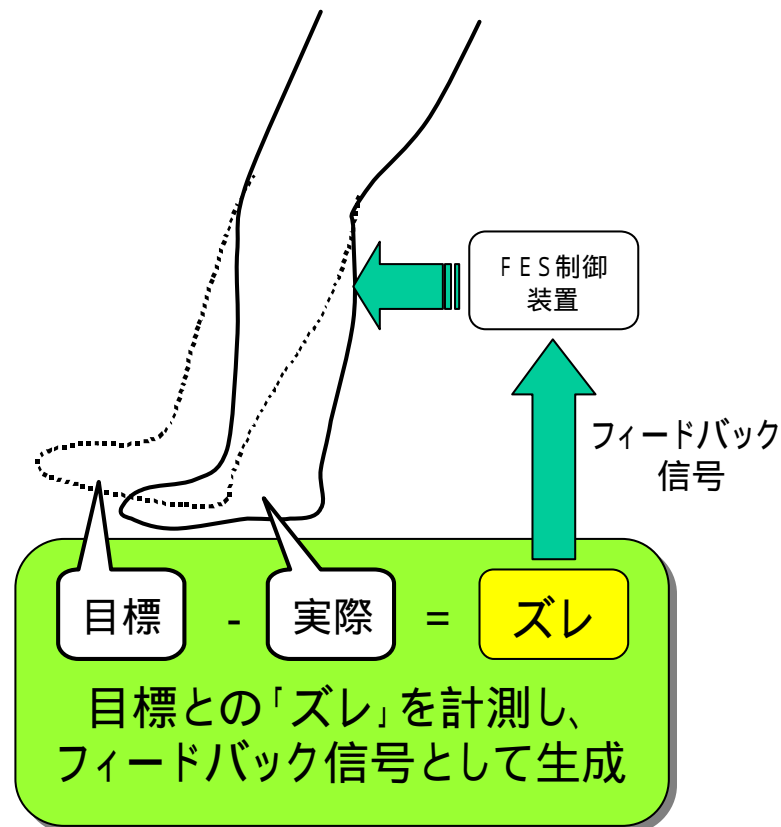 ＦＥＳ制御
装置
フィードバック
信号
目標 - 実際 = ズレ
目標との「ズレ」を計測し、
フィードバック信号として生成